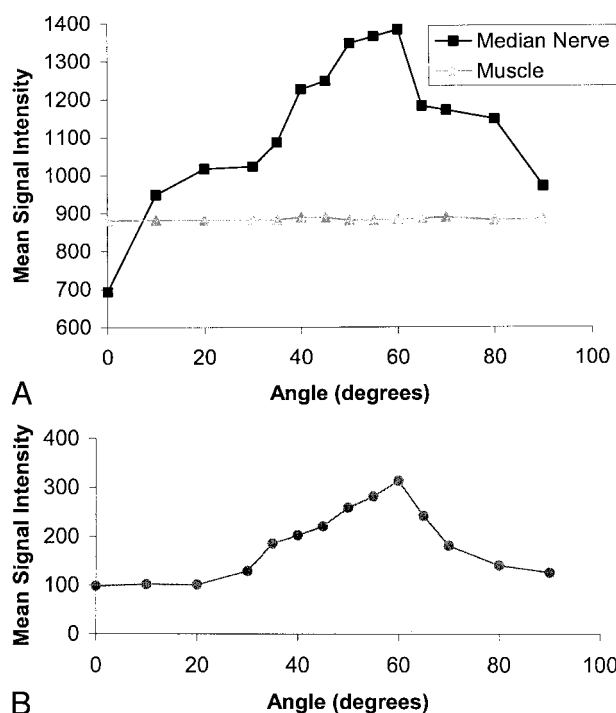 A
Mean Signal Intensity
1400
1300
1200
1100
1000
900
800
700
600
0 20 40 60 80 100
Angle (degrees)
Median Nerve
Muscle
B
Mean Signal Intensity
400
300
200
100
0
0 20 40 60 80 100
Angle (degrees)